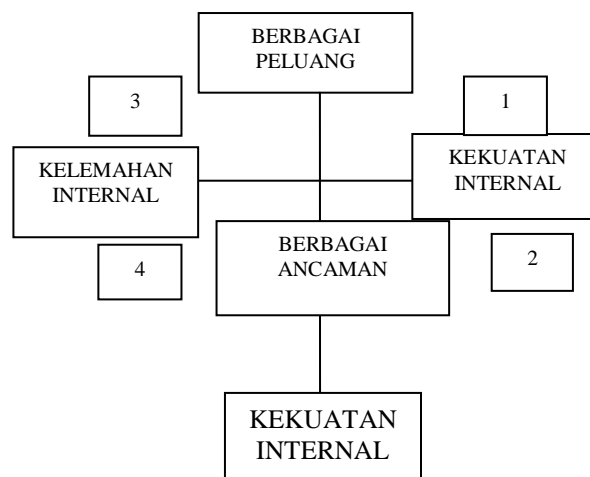 BERBAGAI
PELUANG
3
1
KELEMAHAN
INTERNAL
KEKUATAN
INTERNAL
BERBAGAI
ANCAMAN
4
2
KEKUATAN
INTERNAL